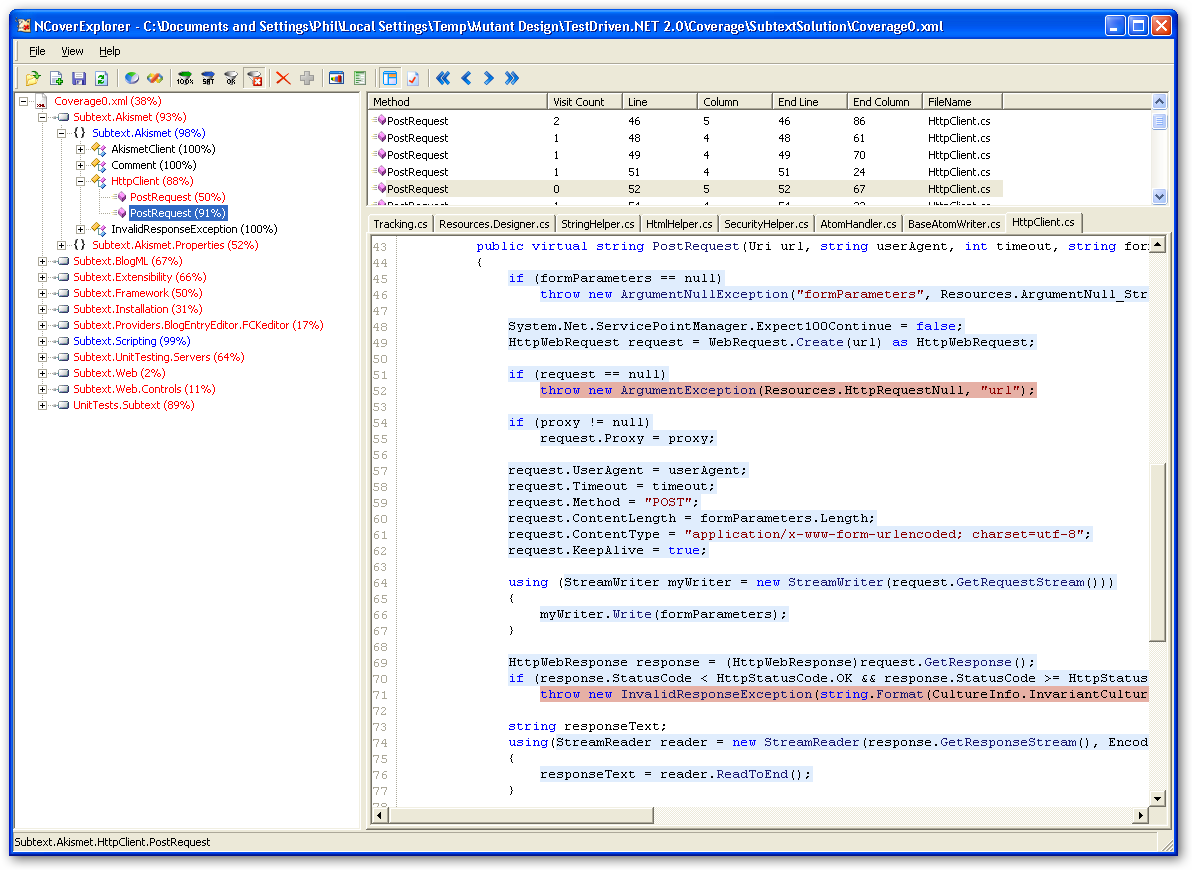 NCoverExplorer - C:\Documents and Settings\Phil\Local Settings\Temp\Mutant Design\TestDriven.NET 2.0\Coverage\SubtextSolution\Coverage0.xml
File View Help
Coverage0.xml (38%)
Subtext.Akismet (93%)
{} Subtext.Akismet (98%)
AkismetClient (100%)
Comment (100%)
HttpClient (88%)
PostRequest (50%)
PostRequest (91%)
InvalidResponseException (100%)
{} Subtext.Akismet.Properties (52%)
Subtext.BlogML (67%)
Subtext.Extensibility (66%)
Subtext.Framework (50%)
Subtext.Installation (31%)
Subtext.Providers.BlogEntryEditor.FCKeditor (17%)
Subtext.Scripting (99%)
Subtext.UnitTesting.Servers (64%)
Subtext.Web (2%)
Subtext.Web.Controls (11%)
UnitTests.Subtext (89%)
Method Visit Count Line Column End Line End Column FileName
PostRequest 2 46 5 46 86 HttpClient.cs
PostRequest 1 48 4 48 61 HttpClient.cs
PostRequest 1 49 4 49 70 HttpClient.cs
PostRequest 1 51 4 51 24 HttpClient.cs
PostRequest 0 52 5 52 67 HttpClient.cs
Tracking.cs Resources.Designer.cs StringHelper.cs HtmlHelper.cs SecurityHelper.cs AtomHandler.cs BaseAtomWriter.cs HttpClient.cs
43 public virtual string PostRequest(Uri url, string userAgent, int timeout, string for
44 {
45 if (formParameters == null)
46 throw new ArgumentNullException("formParameters", Resources.ArgumentNull_Str
47
48 System.Net.ServicePointManager.Expect100Continue = false;
49 HttpWebRequest request = WebRequest.Create(url) as HttpWebRequest;
50
51 if (request == null)
52 throw new ArgumentException(Resources.HttpRequestNull, "url");
53
54 if (proxy != null)
55 request.Proxy = proxy;
56
57 request.UserAgent = userAgent;
58 request.Timeout = timeout;
59 request.Method = "POST";
60 request.ContentLength = formParameters.Length;
61 request.ContentType = "application/x-www-form-urlencoded; charset=utf-8";
62 request.KeepAlive = true;
63
64 using (StreamWriter myWriter = new StreamWriter(request.GetRequestStream()))
65 {
66 myWriter.Write(formParameters);
67 }
68
69 HttpWebResponse response = (HttpWebResponse)request.GetResponse();
70 if (response.StatusCode < HttpStatusCode.OK && response.StatusCode >= HttpStatus
71 throw new InvalidResponseException(string.Format(CultureInfo.InvariantCultur
72
73 string responseText;
74 using(StreamReader reader = new StreamReader(response.GetResponseStream(), Encod
75 {
76 responseText = reader.ReadToEnd();
77 }
Subtext.Akismet.HttpClient.PostRequest